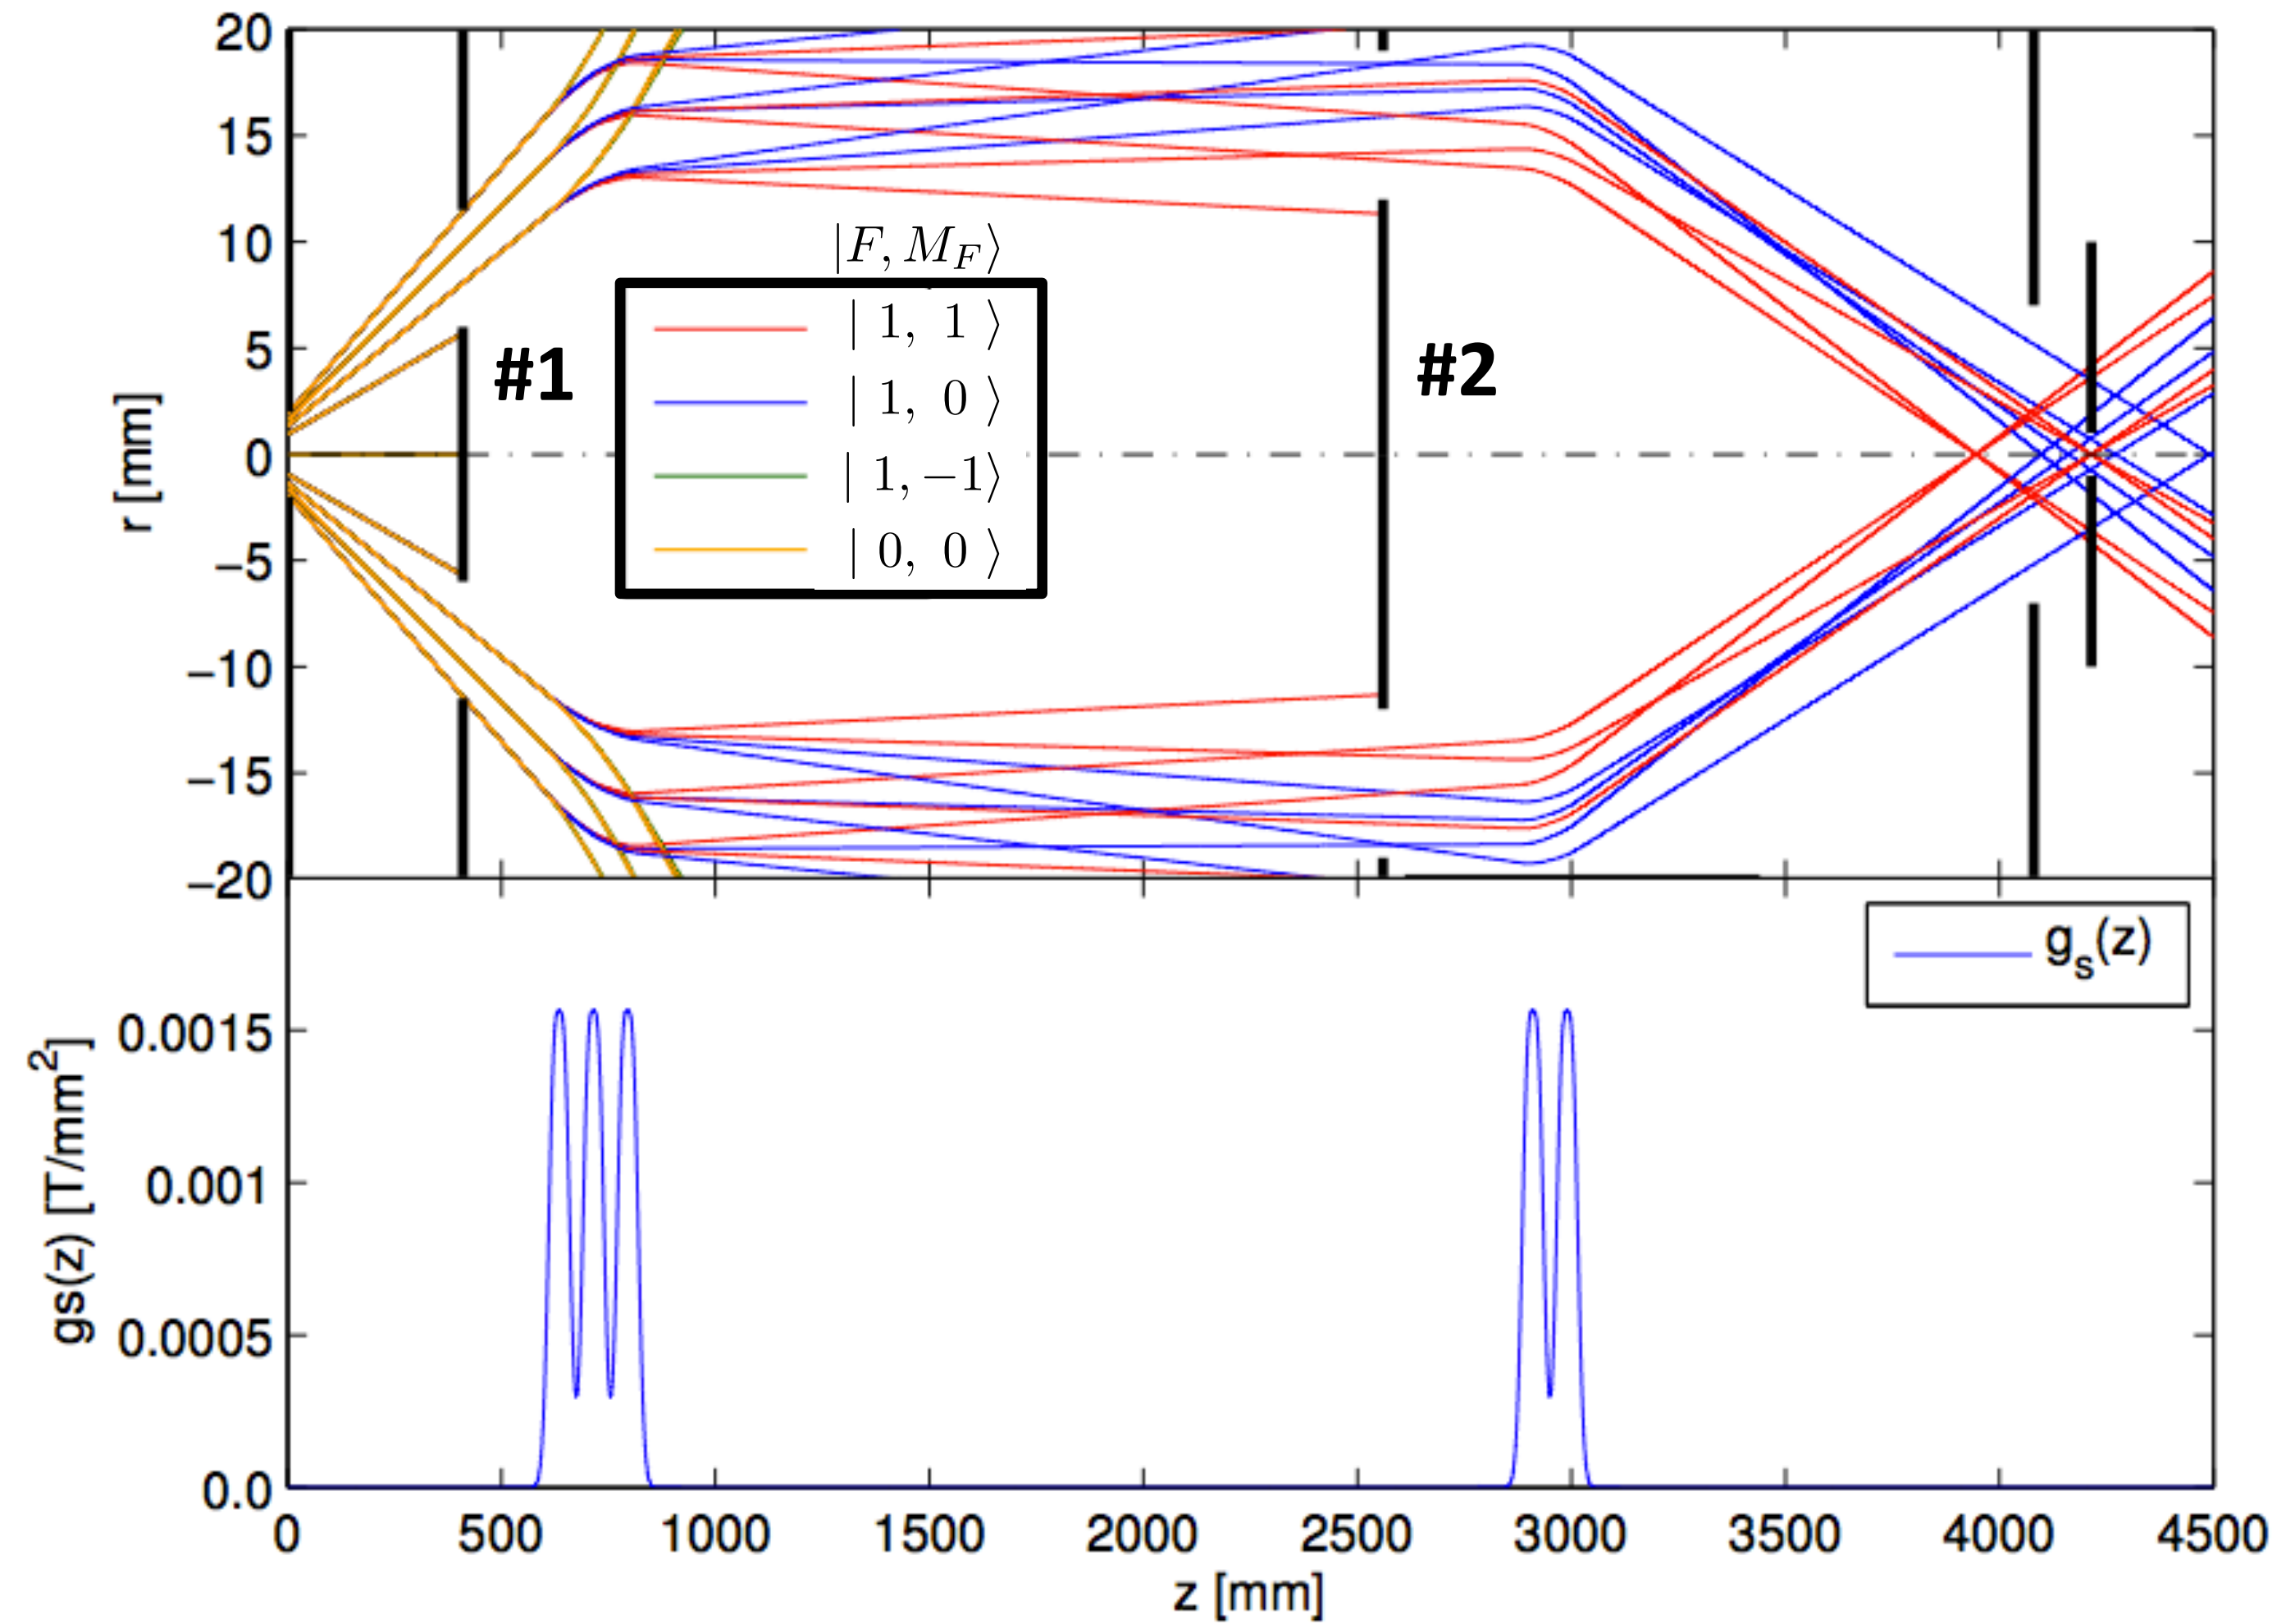 20
15
10
5
0
−5
−10
−15
−20
r [mm]
#1
#2
|F, M_F⟩
| 1, 1 ⟩
| 1, 0 ⟩
| 1, −1⟩
| 0, 0 ⟩
g_s(z)
0.0015
0.001
0.0005
0.0
gs(z) [T/mm²]
0 500 1000 1500 2000 2500 3000 3500 4000 4500
z [mm]